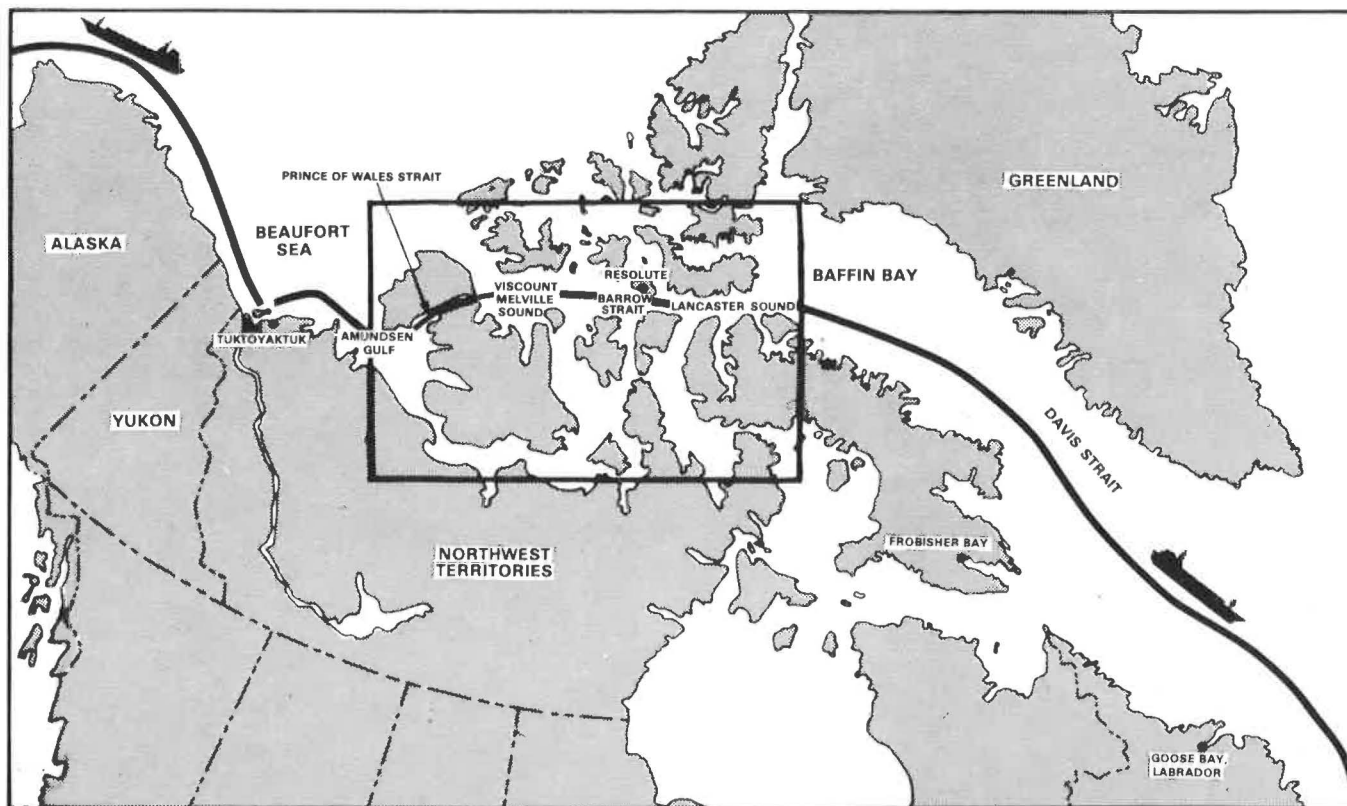 PRINCE OF WALES STRAIT
GREENLAND
ALASKA
BEAUFORT
SEA
BAFFIN BAY
RESOLUTE
VISCOUNT
MELVILLE
SOUND
BARROW
STRAIT
LANCASTER SOUND
TUKTOYAKTUK
AMUNDSEN
GULF
YUKON
DAVIS STRAIT
FROBISHER BAY
NORTHWEST
TERRITORIES
GOOSE BAY,
LABRADOR